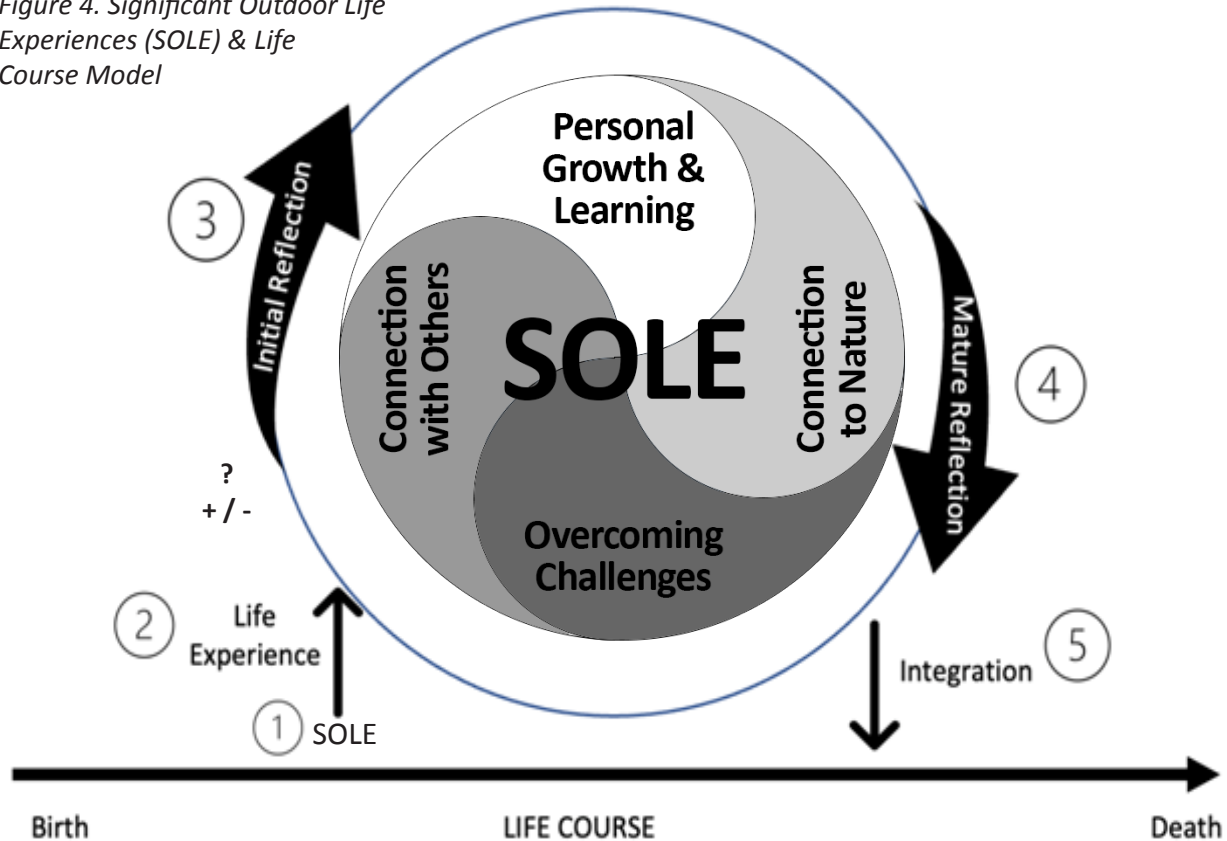 Figure 4. Significant Outdoor Life
Experiences (SOLE) & Life
Course Model
Personal
Growth &
Learning
3
Initial Reflection
Connection
with Others
SOLE
Connection
to Nature
Mature Reflection
4
?
+ / -
Overcoming
Challenges
2
Life
Experience
1 SOLE
Integration
5
Birth
LIFE COURSE
Death